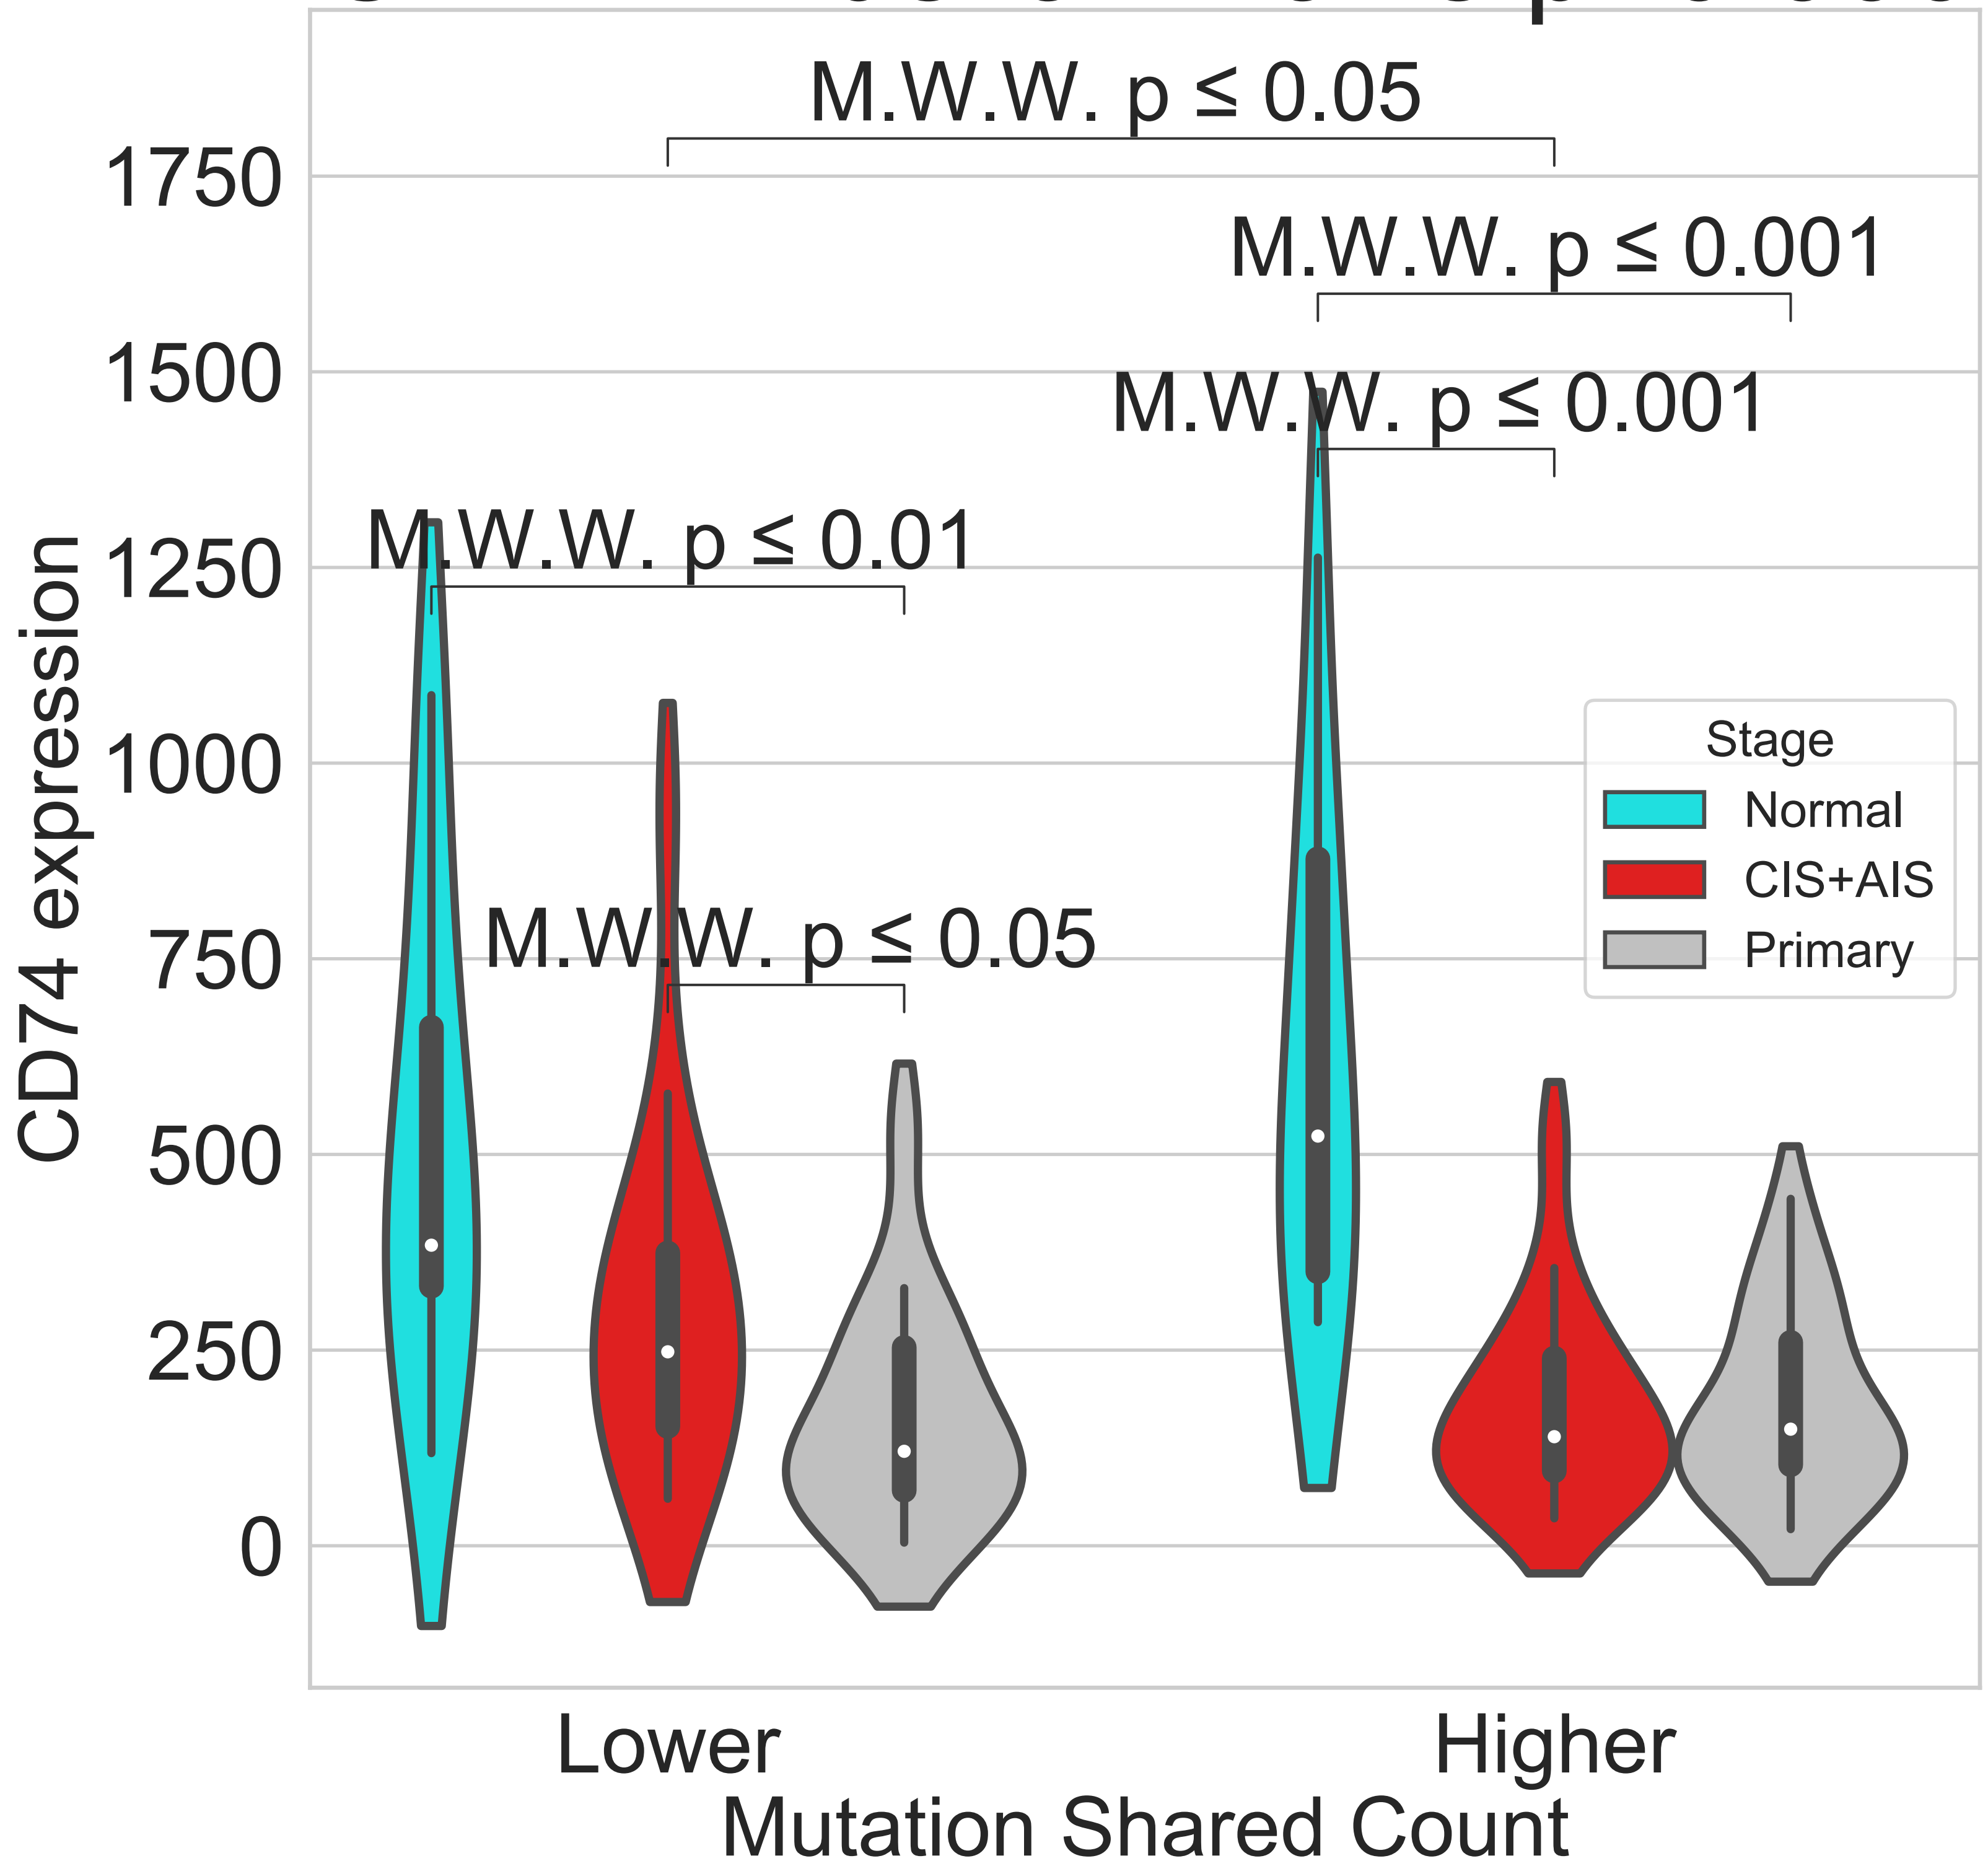 M.W.W. p ≤ 0.05
1750
M.W.W. p ≤ 0.001
1500
M.W.W. p ≤ 0.001
M.W.W. p ≤ 0.01
1250
1000
M.W.W. p ≤ 0.05
750
500
250
0
CD74 expression
Stage
Normal
CIS+AIS
Primary
Lower
Higher
Mutation Shared Count